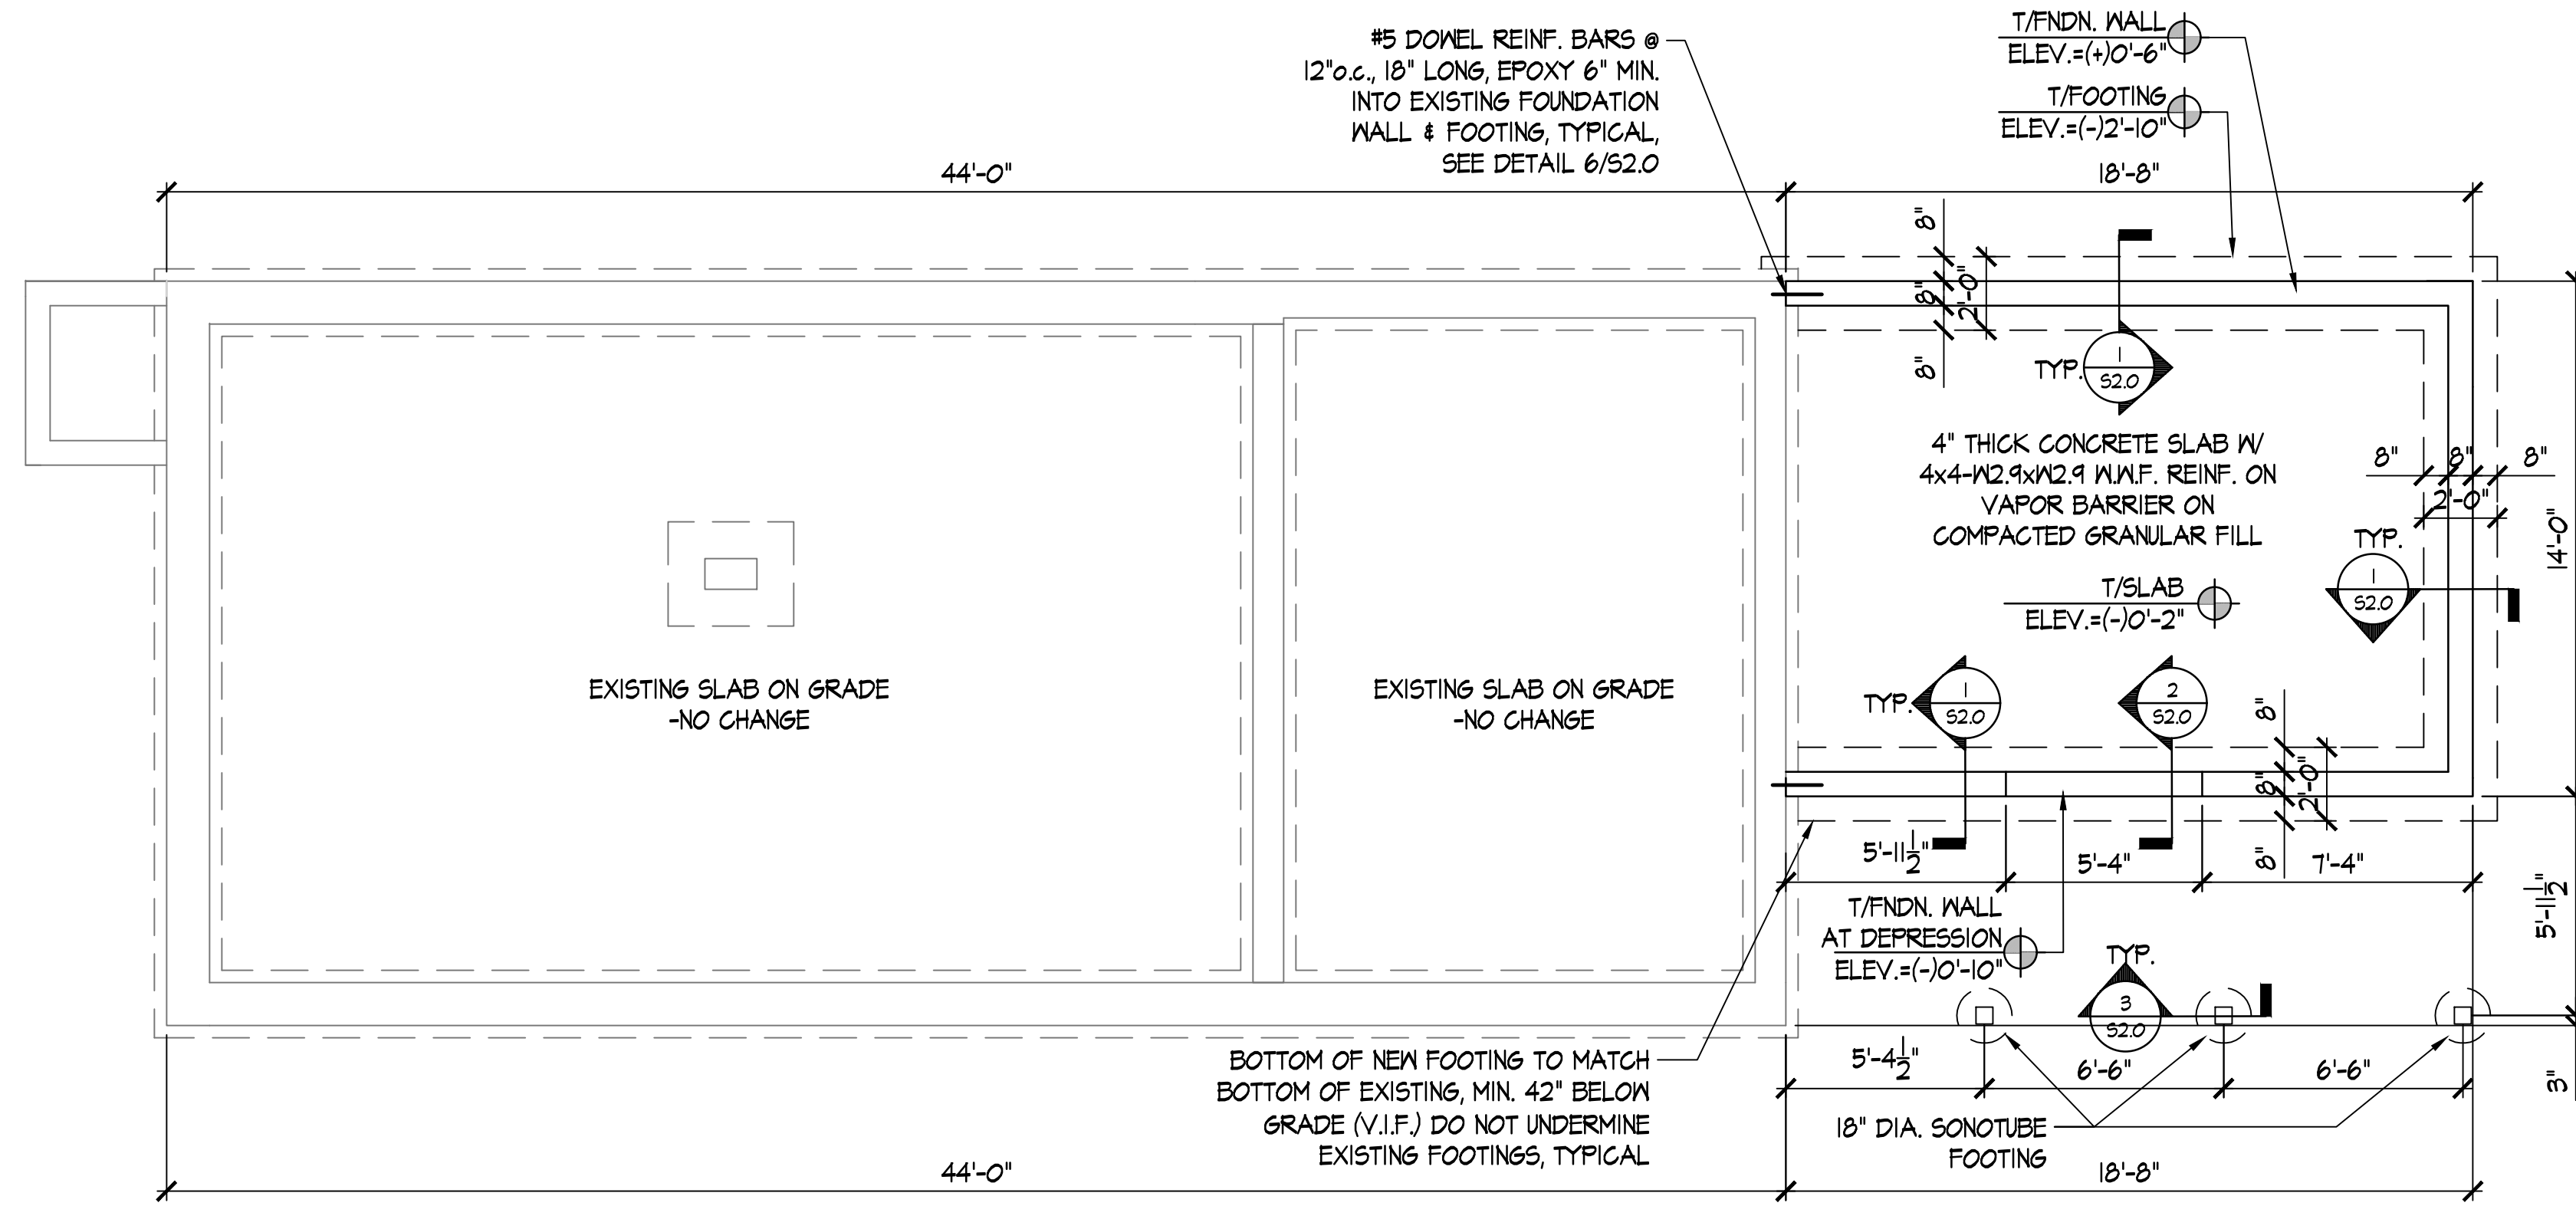 #5 DOWEL REINF. BARS @
12"o.c., 18" LONG, EPOXY 6" MIN.
INTO EXISTING FOUNDATION
WALL & FOOTING, TYPICAL,
SEE DETAIL 6/S2.0
T/FNDN. WALL
ELEV.=(+)0'-6"
T/FOOTING
ELEV.=(-)2'-10"
44'-0"
18'-8"
8"
8"
2'-0"
8"
TYP.
1
S2.0
4" THICK CONCRETE SLAB W/
4x4-W2.9xW2.9 W.W.F. REINF. ON
VAPOR BARRIER ON
COMPACTED GRANULAR FILL
8"
8"
8"
2'-0"
14'-0"
TYP.
1
S2.0
T/SLAB
ELEV.=(-)0'-2"
EXISTING SLAB ON GRADE
-NO CHANGE
EXISTING SLAB ON GRADE
-NO CHANGE
TYP.
1
S2.0
2
S2.0
8"
8"
2'-0"
8"
5'-11 1/2"
5'-4"
7'-4"
5'-11 1/2"
T/FNDN. WALL
AT DEPRESSION
ELEV.=(-)0'-10"
TYP.
3
S2.0
BOTTOM OF NEW FOOTING TO MATCH
BOTTOM OF EXISTING, MIN. 42" BELOW
GRADE (V.I.F.) DO NOT UNDERMINE
EXISTING FOOTINGS, TYPICAL
5'-4 1/2"
6'-6"
6'-6"
3"
18" DIA. SONOTUBE
FOOTING
44'-0"
18'-8"